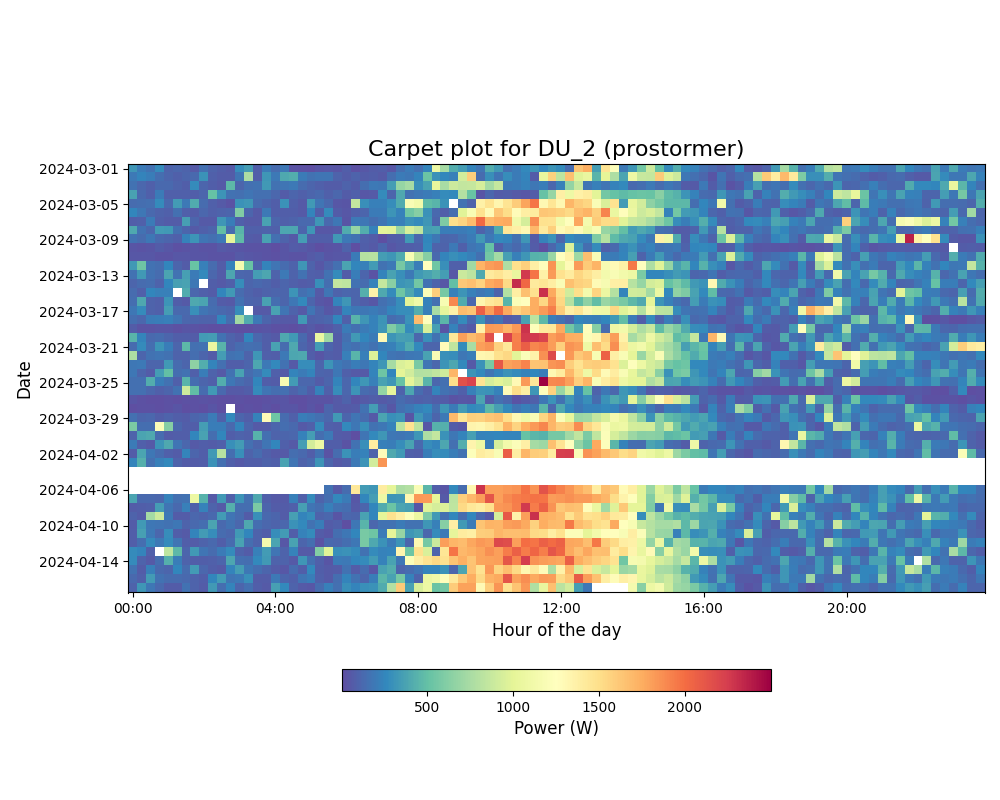 Carpet plot for DU_2 (prostormer)
2024-03-01
2024-03-05
2024-03-09
2024-03-13
2024-03-17
2024-03-21
2024-03-25
2024-03-29
2024-04-02
2024-04-06
2024-04-10
2024-04-14
Date
00:00 04:00 08:00 12:00 16:00 20:00
Hour of the day
500 1000 1500 2000
Power (W)